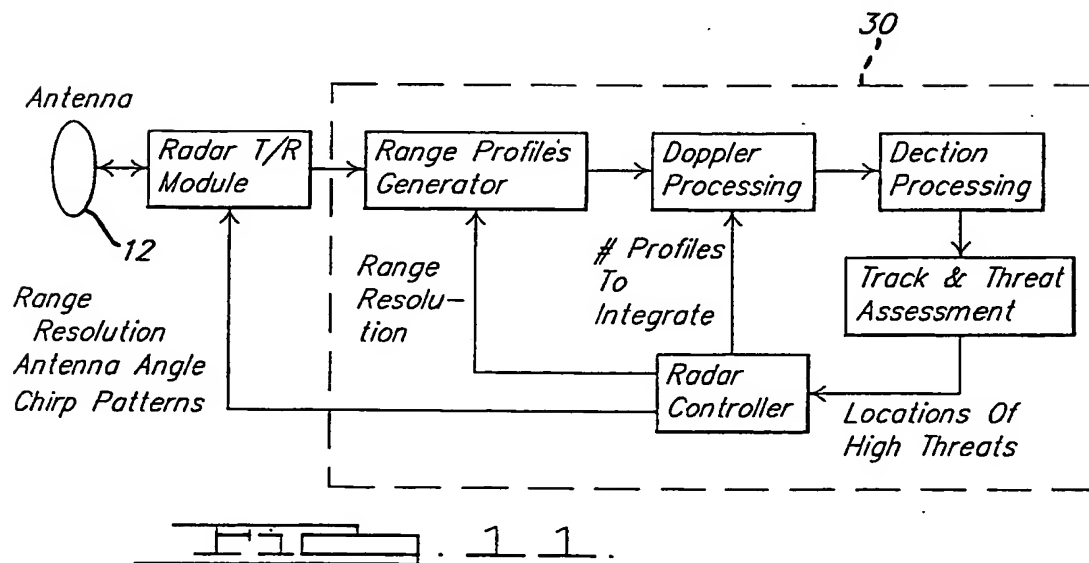 30
Antenna
Radar T/R
Module
Range Profile's
Generator
Doppler
Processing
Dection
Processing
12
Range
Resolution
Antenna Angle
Chirp Patterns
Range
Resolu-
tion
# Profiles
To
Integrate
Track & Threat
Assessment
Radar
Controller
Locations Of
High Threats
11.